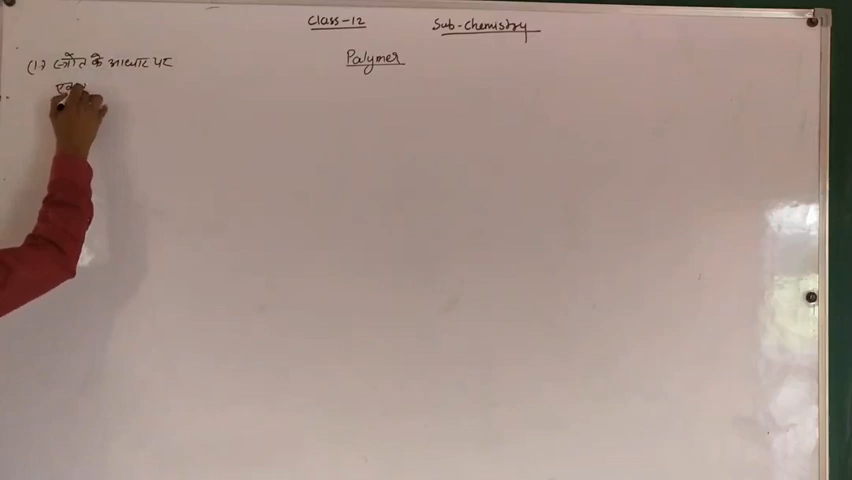 Class-12 Sub-Chemistry
Polymer
(1) स्त्रोत के आधार पर